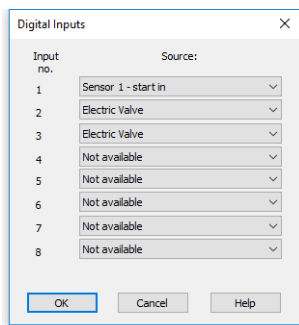 Digital Inputs
Input no. Source:
1 Sensor 1 - start in
2 Electric Valve
3 Electric Valve
4 Not available
5 Not available
6 Not available
7 Not available
8 Not available
OK Cancel Help